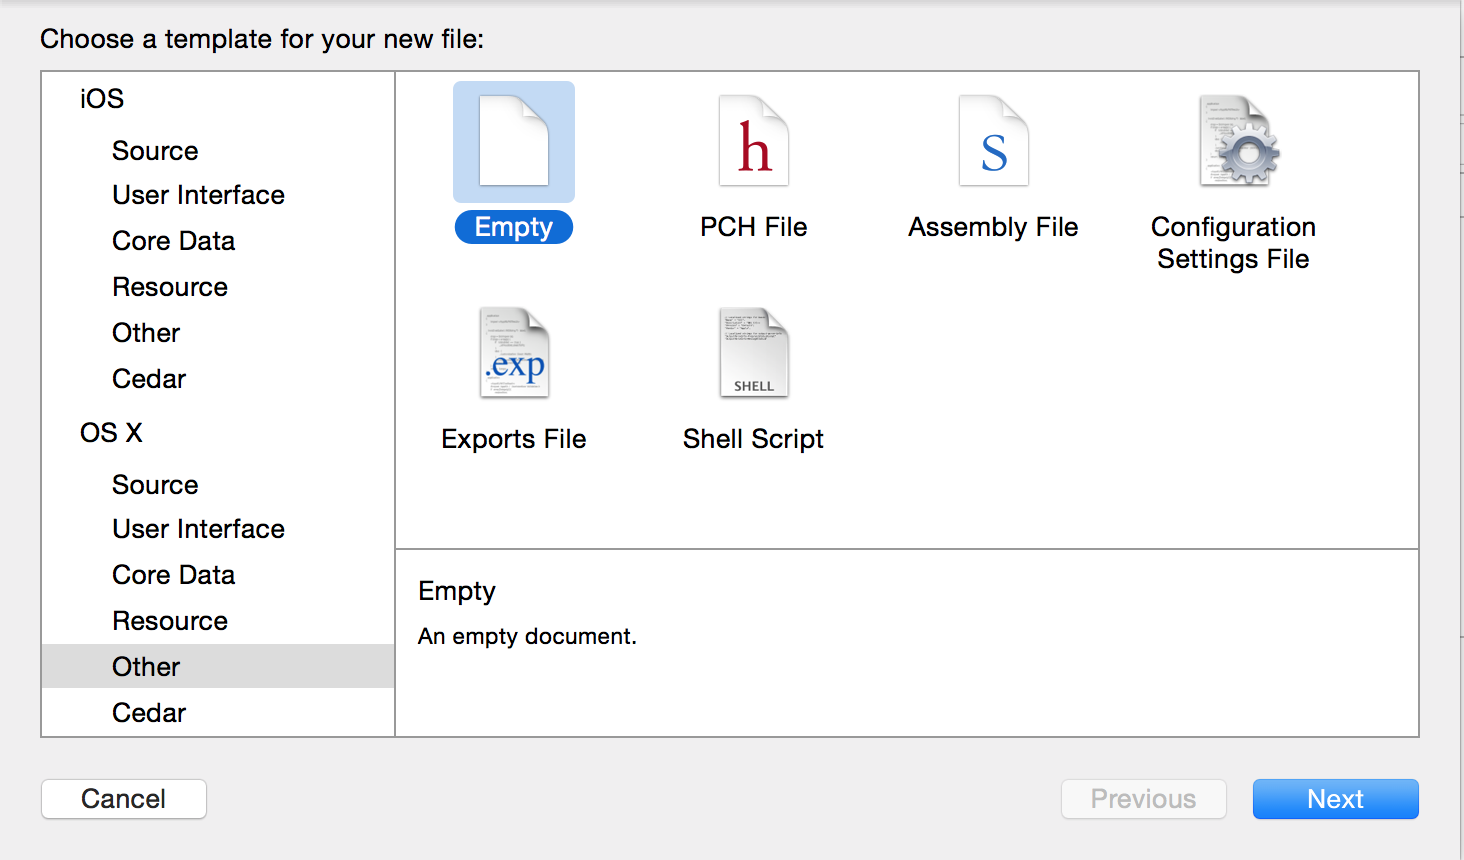 Choose a template for your new file:
iOS
Source
User Interface
Core Data
Resource
Other
Cedar
OS X
Source
User Interface
Core Data
Resource
Other
Cedar
Empty
h
PCH File
S
Assembly File
Configuration
Settings File
.exp
Exports File
SHELL
Shell Script
Empty
An empty document.
Cancel
Previous
Next